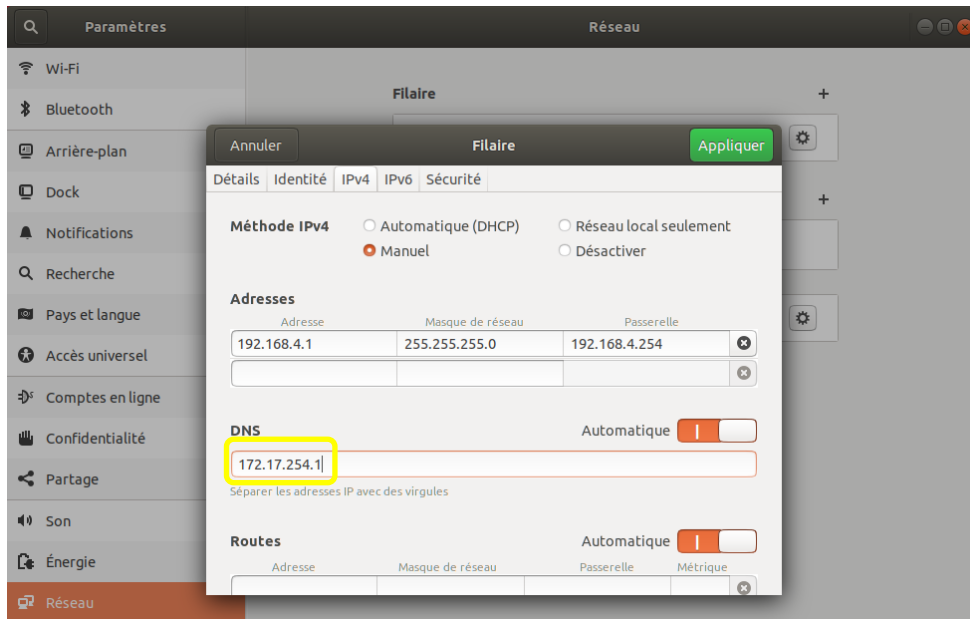 Paramètres
Réseau
Wi-Fi
Bluetooth
Arrière-plan
Dock
Notifications
Recherche
Pays et langue
Accès universel
Comptes en ligne
Confidentialité
Partage
Son
Énergie
Réseau
Filaire
Annuler
Filaire
Appliquer
Détails Identité IPv4 IPv6 Sécurité
Méthode IPv4
Automatique (DHCP)
Réseau local seulement
Manuel
Désactiver
Adresses
Adresse Masque de réseau Passerelle
192.168.4.1 255.255.255.0 192.168.4.254
DNS
Automatique
172.17.254.1
Séparer les adresses IP avec des virgules
Routes
Automatique
Adresse Masque de réseau Passerelle Métrique